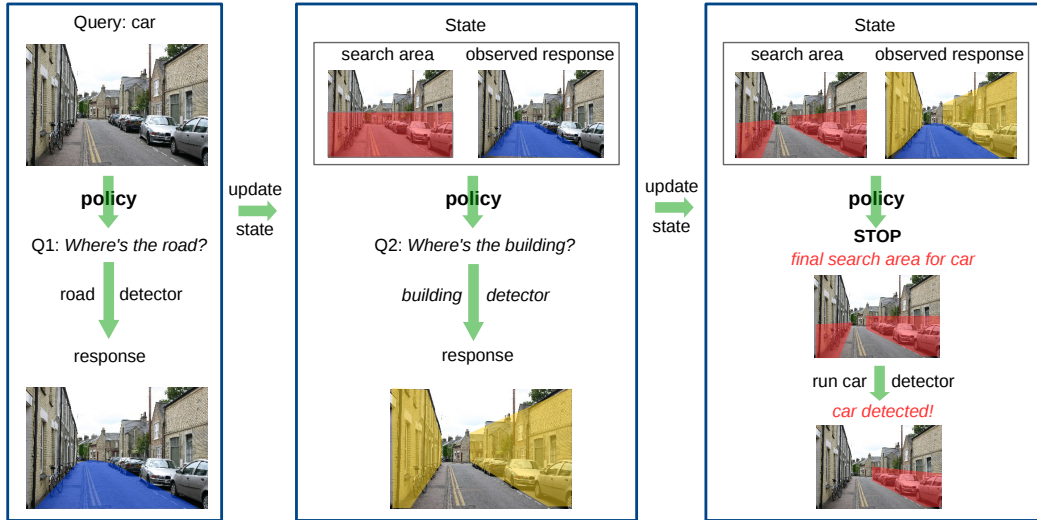 Query: car
policy
Q1: Where's the road?
road detector
response
update
state
State
search area observed response
policy
Q2: Where's the building?
building detector
response
update
state
State
search area observed response
policy
STOP
final search area for car
run car detector
car detected!